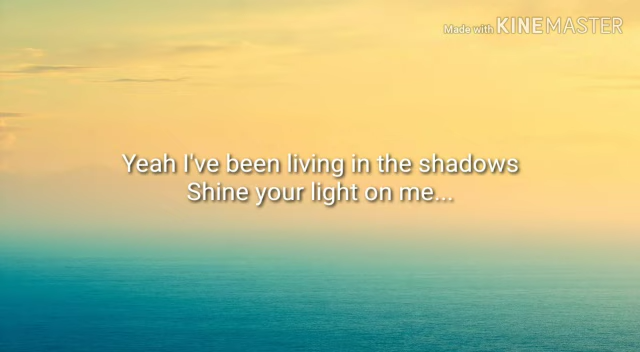 Made with KINEMASTER
Yeah I've been living in the shadows
Shine your light on me...